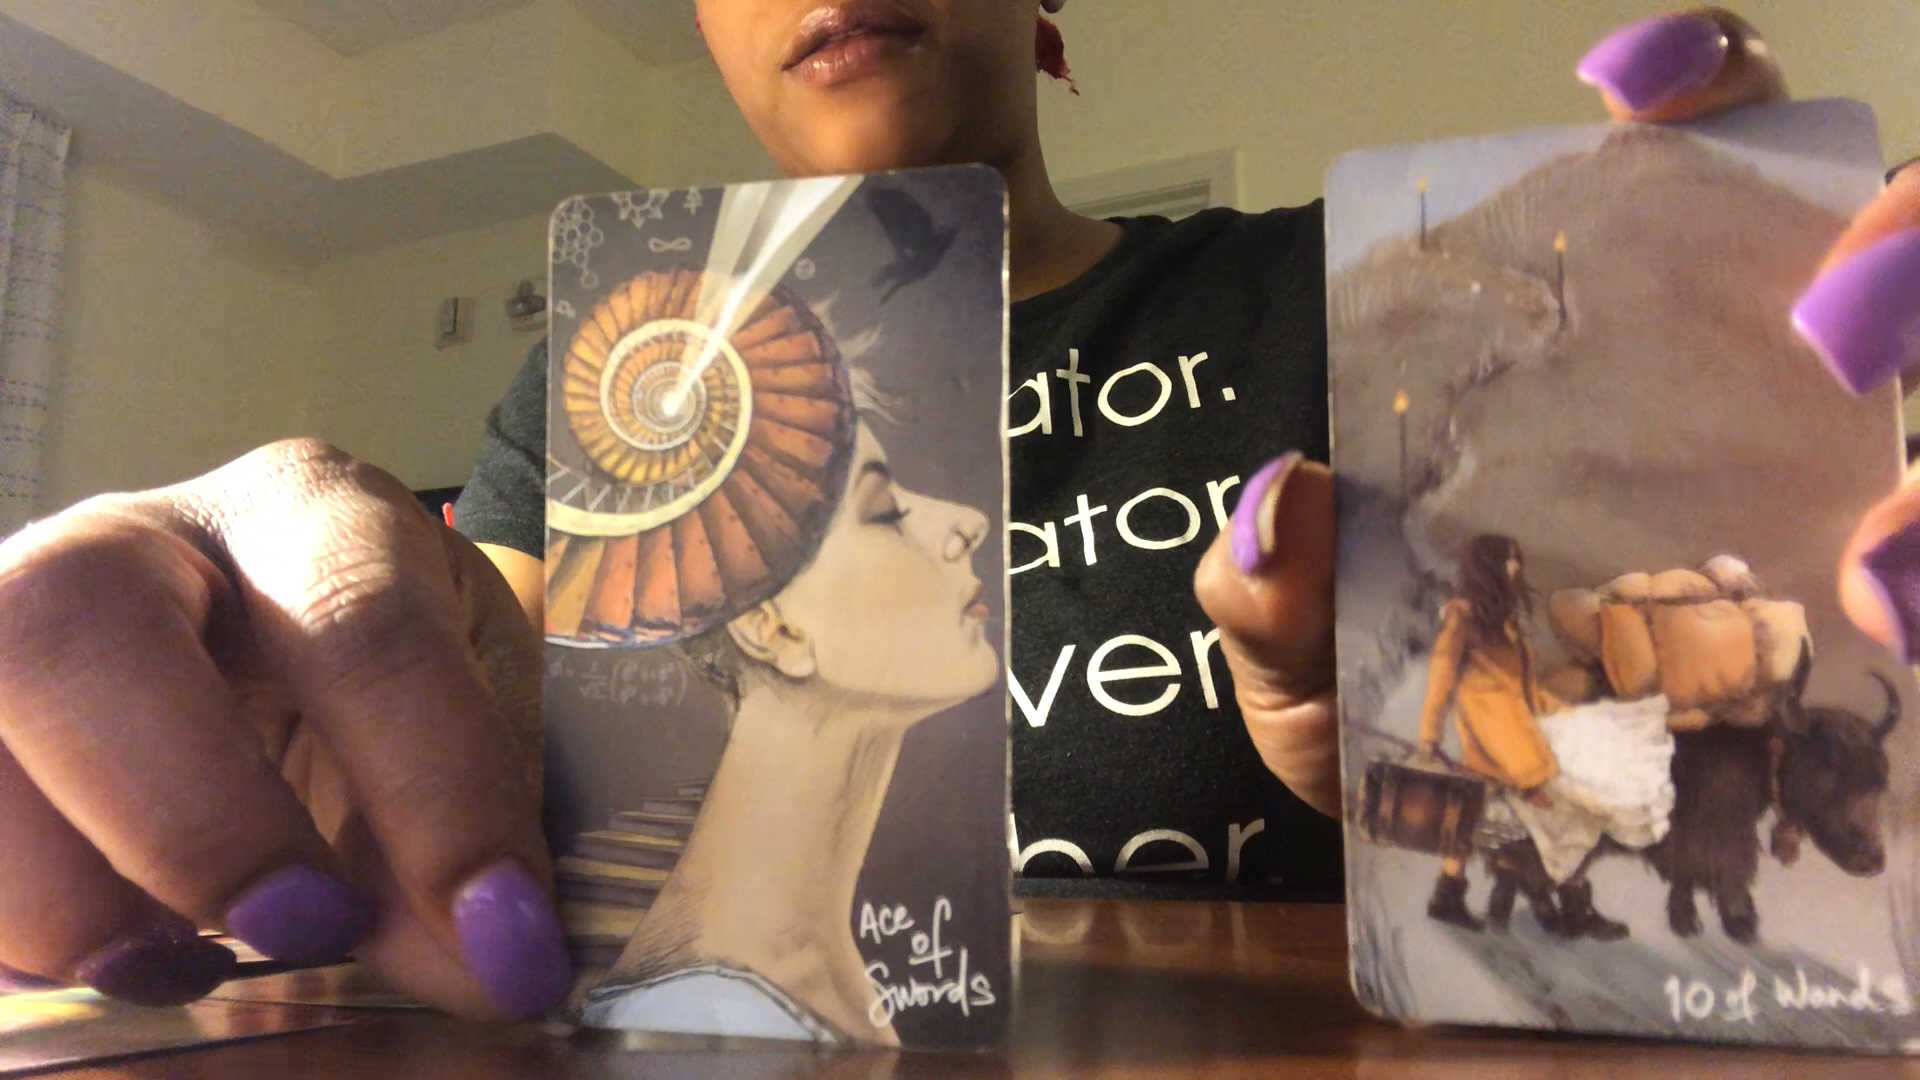 Ace
of
Swords
ator.
ator
ver
ber.
10 of Wands